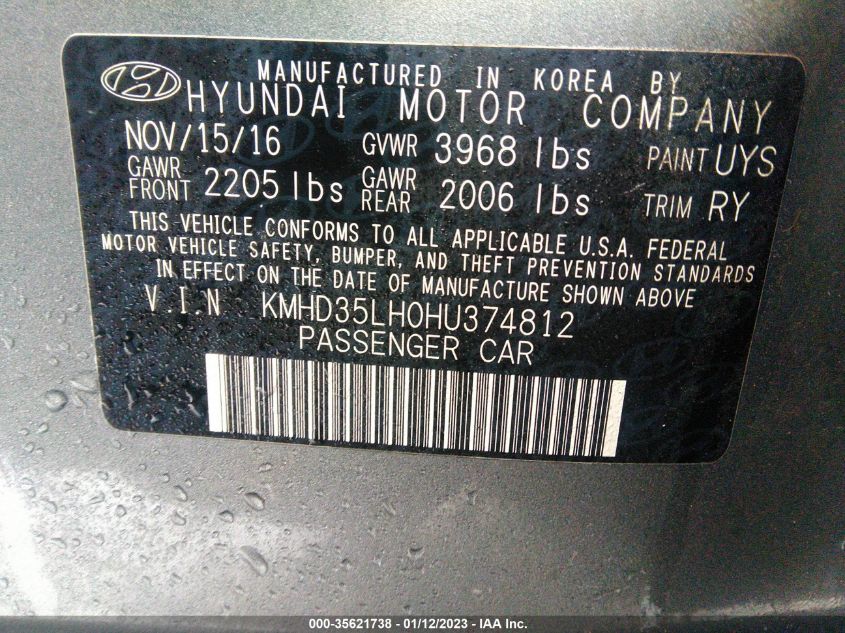 MANUFACTURED IN KOREA BY
HYUNDAI MOTOR COMPANY
NOV/15/16 GVWR 3968 lbs PAINT UYS
GAWR FRONT 2205 lbs GAWR REAR 2006 lbs TRIM RY
THIS VEHICLE CONFORMS TO ALL APPLICABLE U.S.A. FEDERAL
MOTOR VEHICLE SAFETY, BUMPER, AND THEFT PREVENTION STANDARDS
IN EFFECT ON THE DATE OF MANUFACTURE SHOWN ABOVE
V.I.N KMHD35LH0HU374812
PASSENGER CAR
000-35621738 - 01/12/2023 - © IAA Inc.